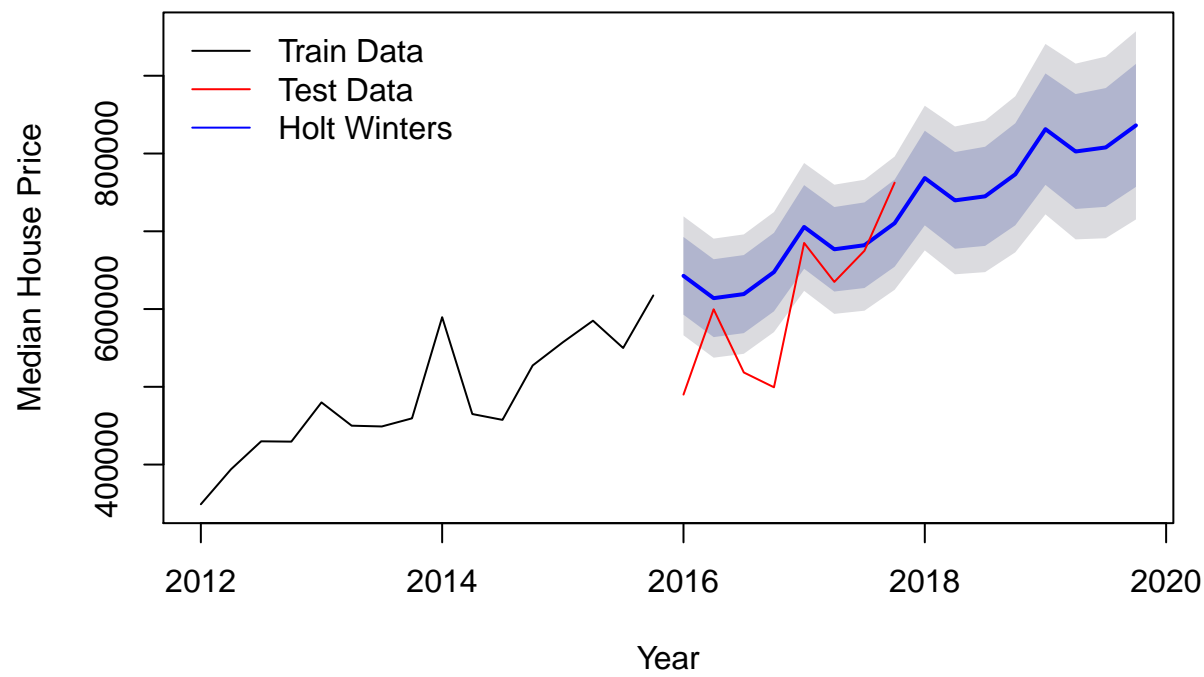 Train Data
Test Data
Holt Winters
Median House Price
400000
600000
800000
2012
2014
2016
2018
2020
Year